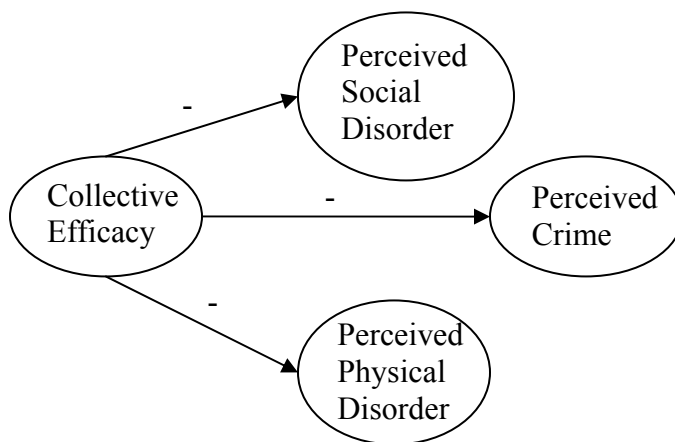 Perceived
Social
Disorder
-
Collective
Efficacy
-
Perceived
Crime
-
Perceived
Physical
Disorder